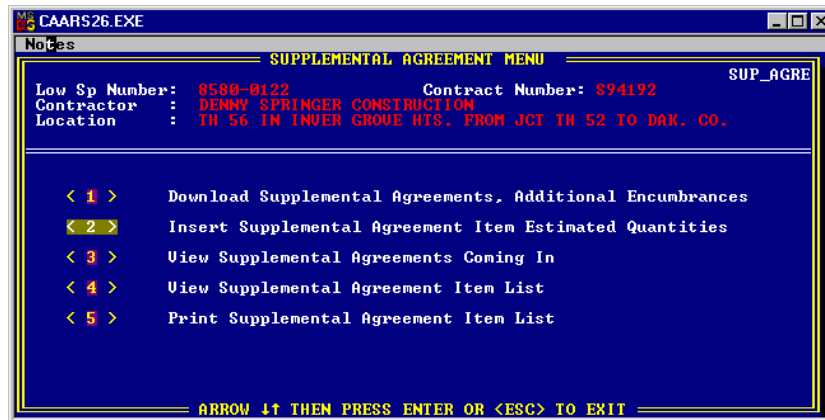 CAARS26.EXE
Notes
SUPPLEMENTAL AGREEMENT MENU
SUP_AGRE
Low Sp Number: 8580-0122 Contract Number: S94192
Contractor : DENNY SPRINGER CONSTRUCTION
Location : TH 56 IN INVER GROVE HTS. FROM JCT TH 52 TO DAK. CO.
< 1 > Download Supplemental Agreements, Additional Encumbrances
< 2 > Insert Supplemental Agreement Item Estimated Quantities
< 3 > View Supplemental Agreements Coming In
< 4 > View Supplemental Agreement Item List
< 5 > Print Supplemental Agreement Item List
ARROW ↓↑ THEN PRESS ENTER OR <ESC> TO EXIT